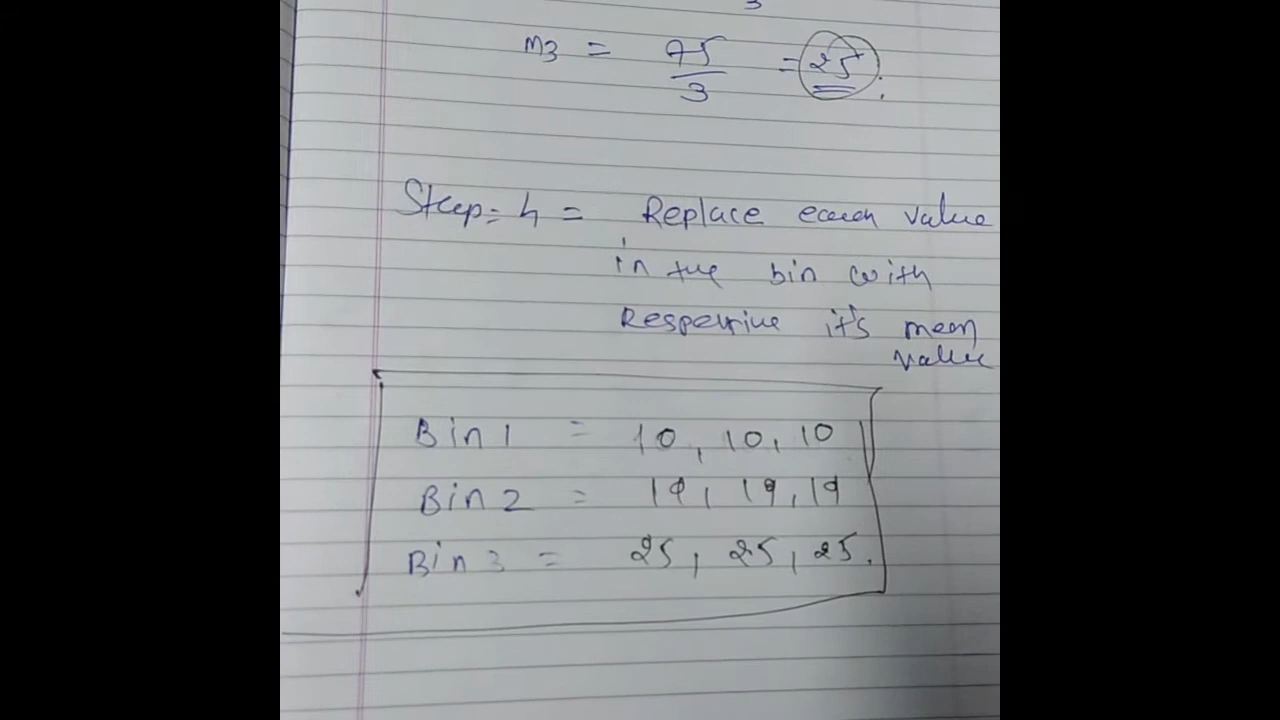 3
m3 = 75/3 = 25.
Step = 4 = Replace each value
in the bin with
Respective it's mean
value
Bin 1 = 10, 10, 10
Bin 2 = 19, 19, 19
Bin 3 = 25, 25, 25.